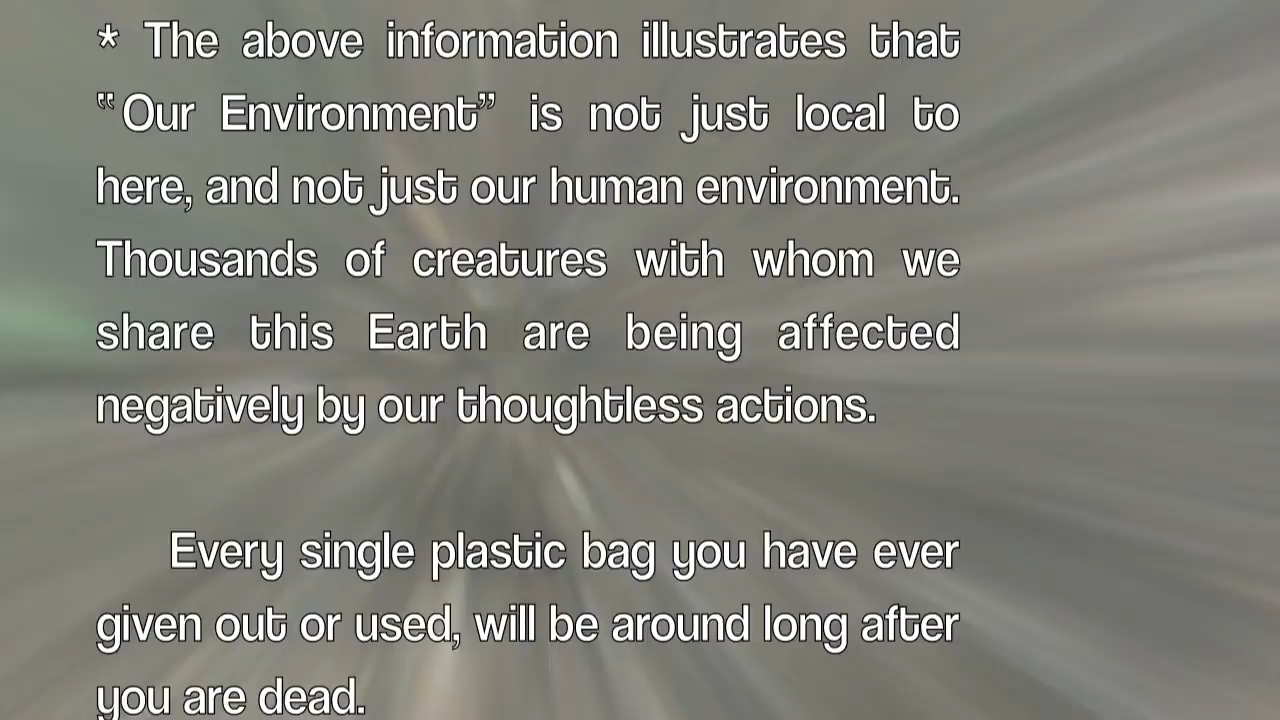 * The above information illustrates that
“Our Environment” is not just local to
here, and not just our human environment.
Thousands of creatures with whom we
share this Earth are being affected
negatively by our thoughtless actions.
Every single plastic bag you have ever
given out or used, will be around long after
you are dead.